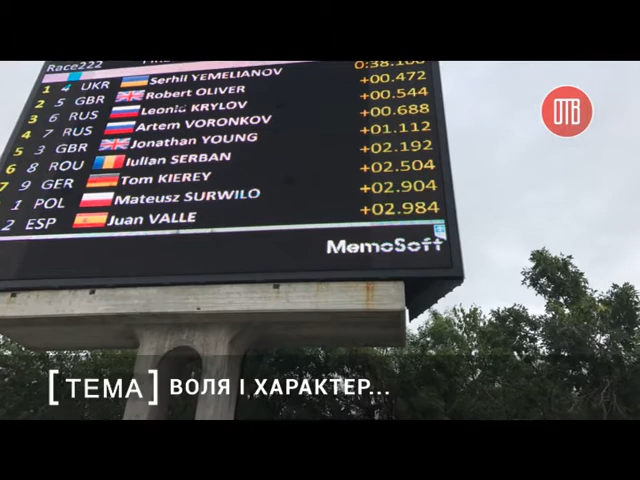 Race222
0:38.100
1 4 UKR Serhii YEMELIANOV +00.472
2 5 GBR Robert OLIVER +00.544
3 6 RUS Leonid KRYLOV +00.688
4 7 RUS Artem VORONKOV +01.112
5 3 GBR Jonathan YOUNG +02.192
6 8 ROU Iulian SERBAN +02.504
7 9 GER Tom KIEREY +02.904
1 POL Mateusz SURWILO +02.984
2 ESP Juan VALLE
MemoSoft
ОТВ
[ТЕМА] ВОЛЯ І ХАРАКТЕР...